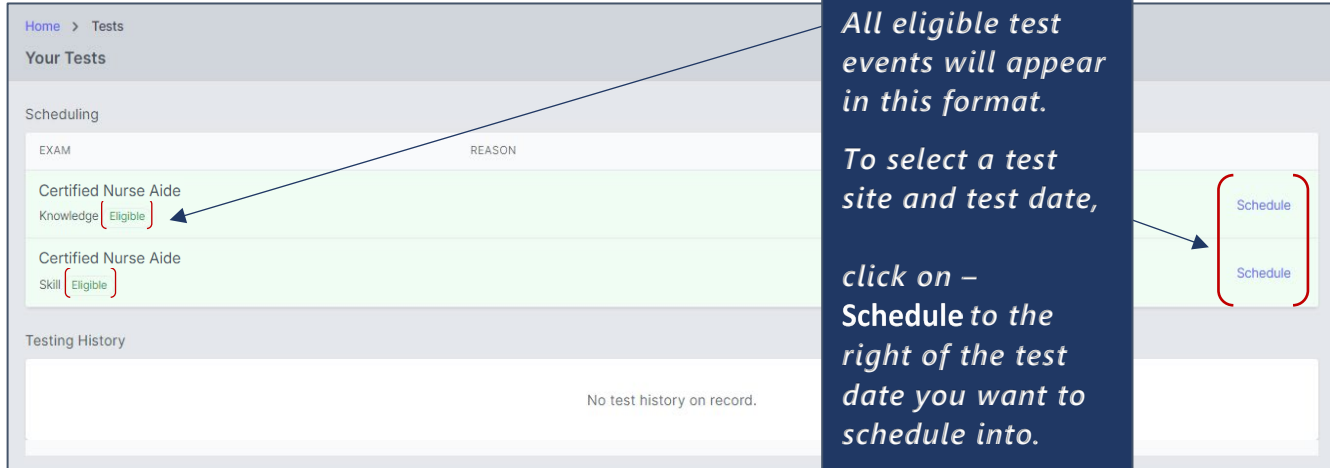 Home > Tests
Your Tests
Scheduling
EXAM REASON
Certified Nurse Aide
Knowledge Eligible
Schedule
Certified Nurse Aide
Skill Eligible
Schedule
Testing History
No test history on record.
All eligible test
events will appear
in this format.
To select a test
site and test date,
click on –
Schedule to the
right of the test
date you want to
schedule into.